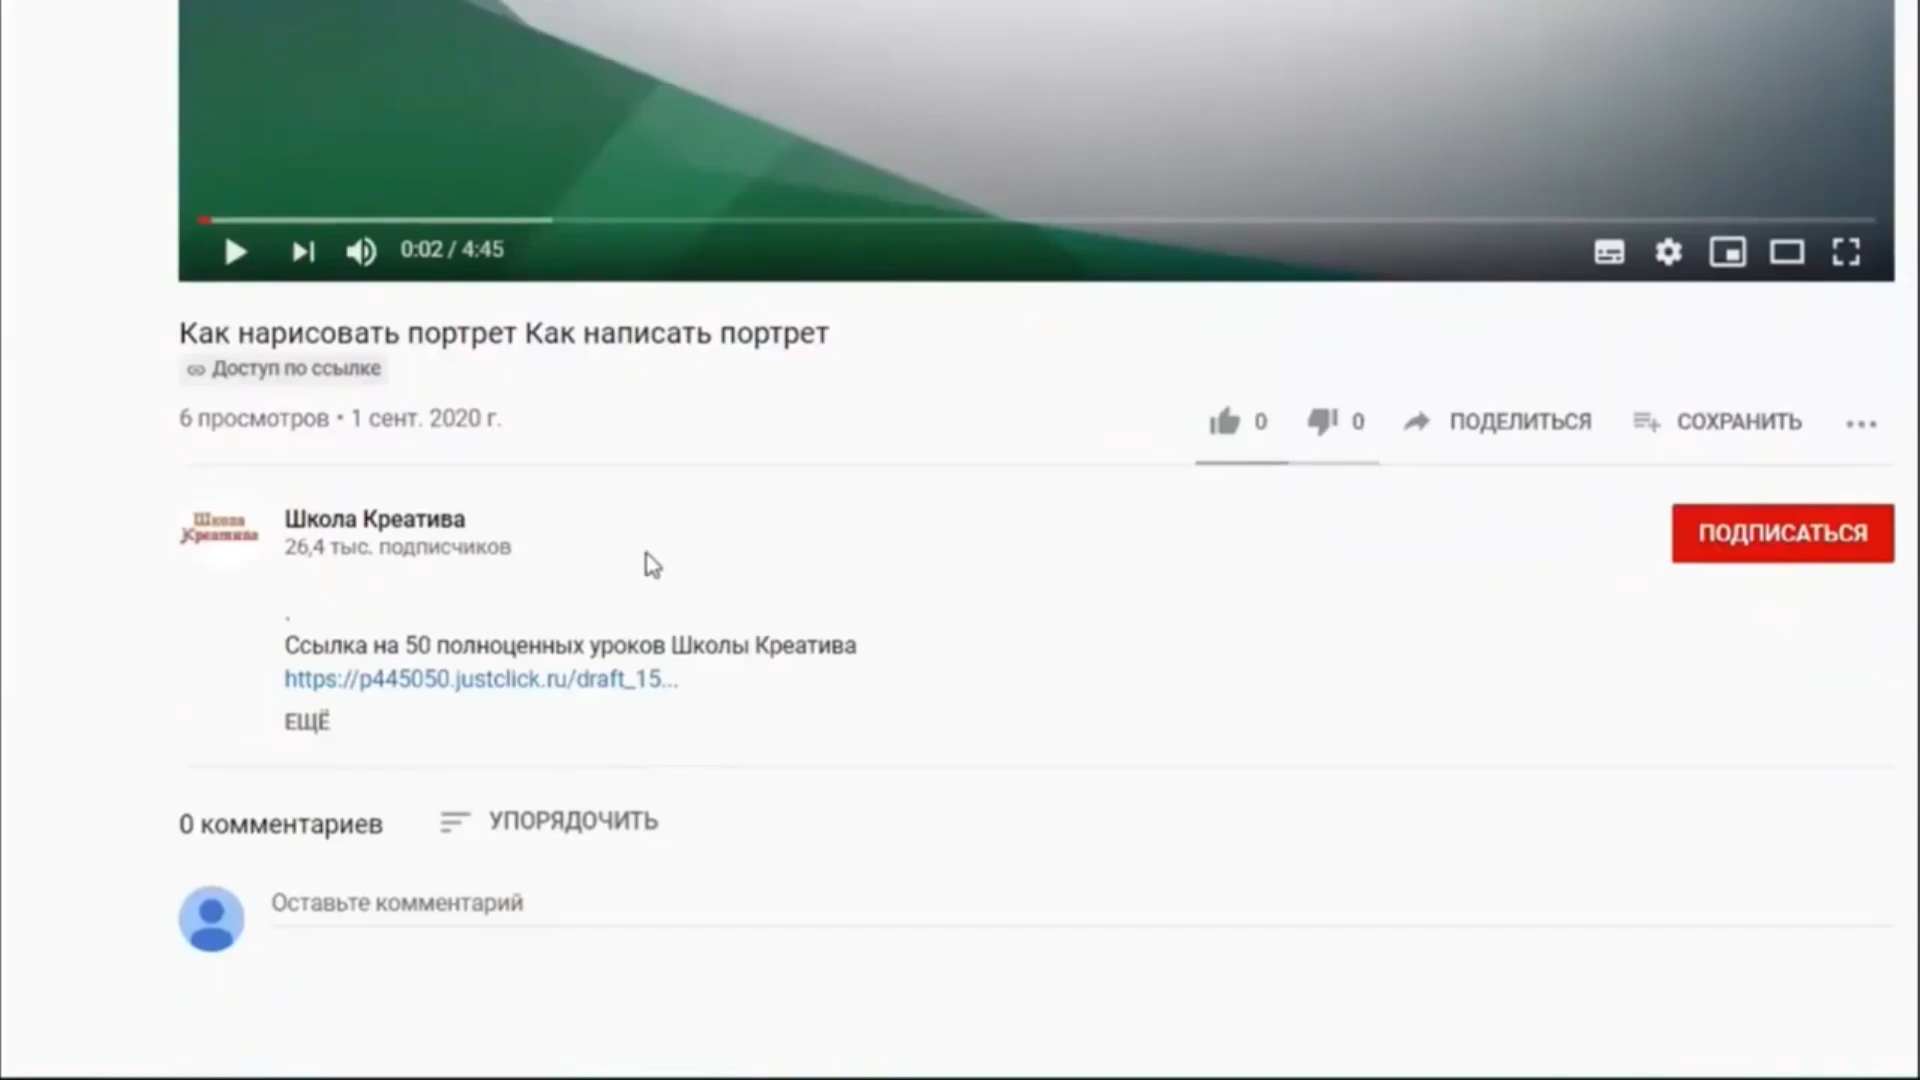 0:02 / 4:45
Как нарисовать портрет Как написать портрет
Доступ по ссылке
6 просмотров • 1 сент. 2020 г.
0
0
ПОДЕЛИТЬСЯ
СОХРАНИТЬ
Школа
Креатива
Школа Креатива
26,4 тыс. подписчиков
ПОДПИСАТЬСЯ
.
Ссылка на 50 полноценных уроков Школы Креатива
https://p445050.justclick.ru/draft_15...
ЕЩЁ
0 комментариев
УПОРЯДОЧИТЬ
Оставьте комментарий